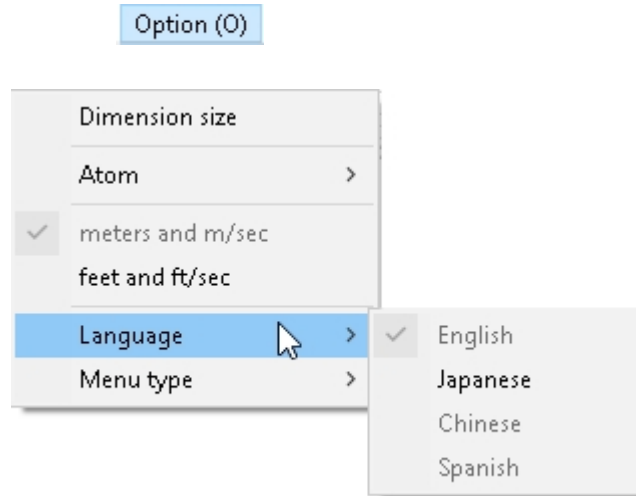 Option (O)
Dimension size
Atom
meters and m/sec
feet and ft/sec
Language
Menu type
English
Japanese
Chinese
Spanish